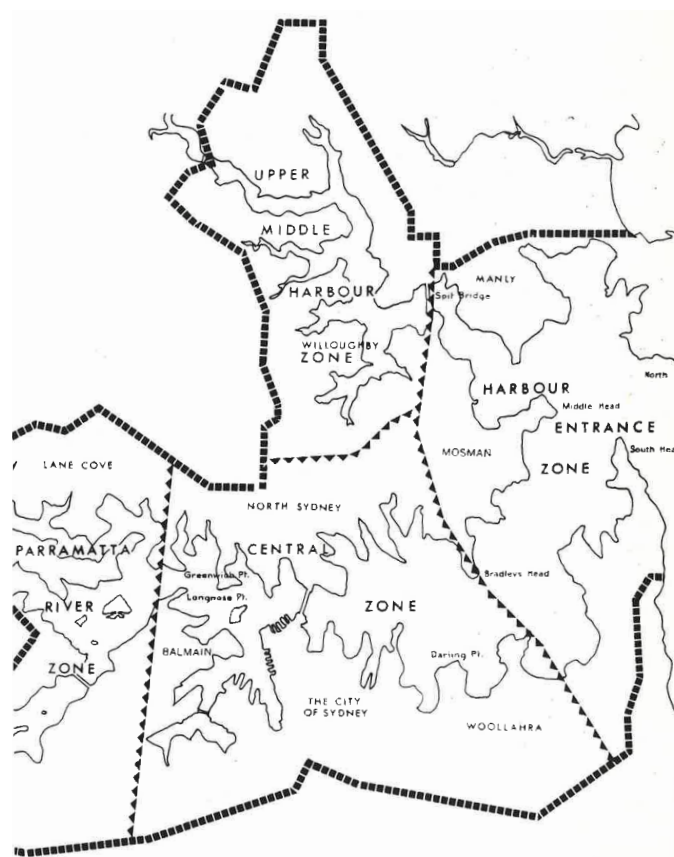 UPPER
MIDDLE
HARBOUR
WILLOUGHBY
ZONE
MANLY
Spit Bridge
North
HARBOUR
Middle Head
ENTRANCE
South Hea
MOSMAN
ZONE
LANE COVE
NORTH SYDNEY
PARRAMATTA
CENTRAL
Greenwich Pt.
Bradleys Head
Longnose Pt.
RIVER
ZONE
BALMAIN
Darling Pt.
ZONE
THE CITY
OF SYDNEY
WOOLLAHRA